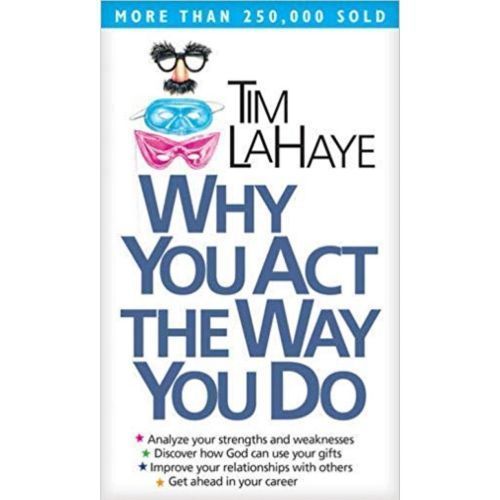 MORE THAN 250,000 SOLD
TIM
LAHAYE
WHY
YOU ACT
THE WAY
YOU DO
Analyze your strengths and weaknesses
Discover how God can use your gifts
Improve your relationships with others
Get ahead in your career